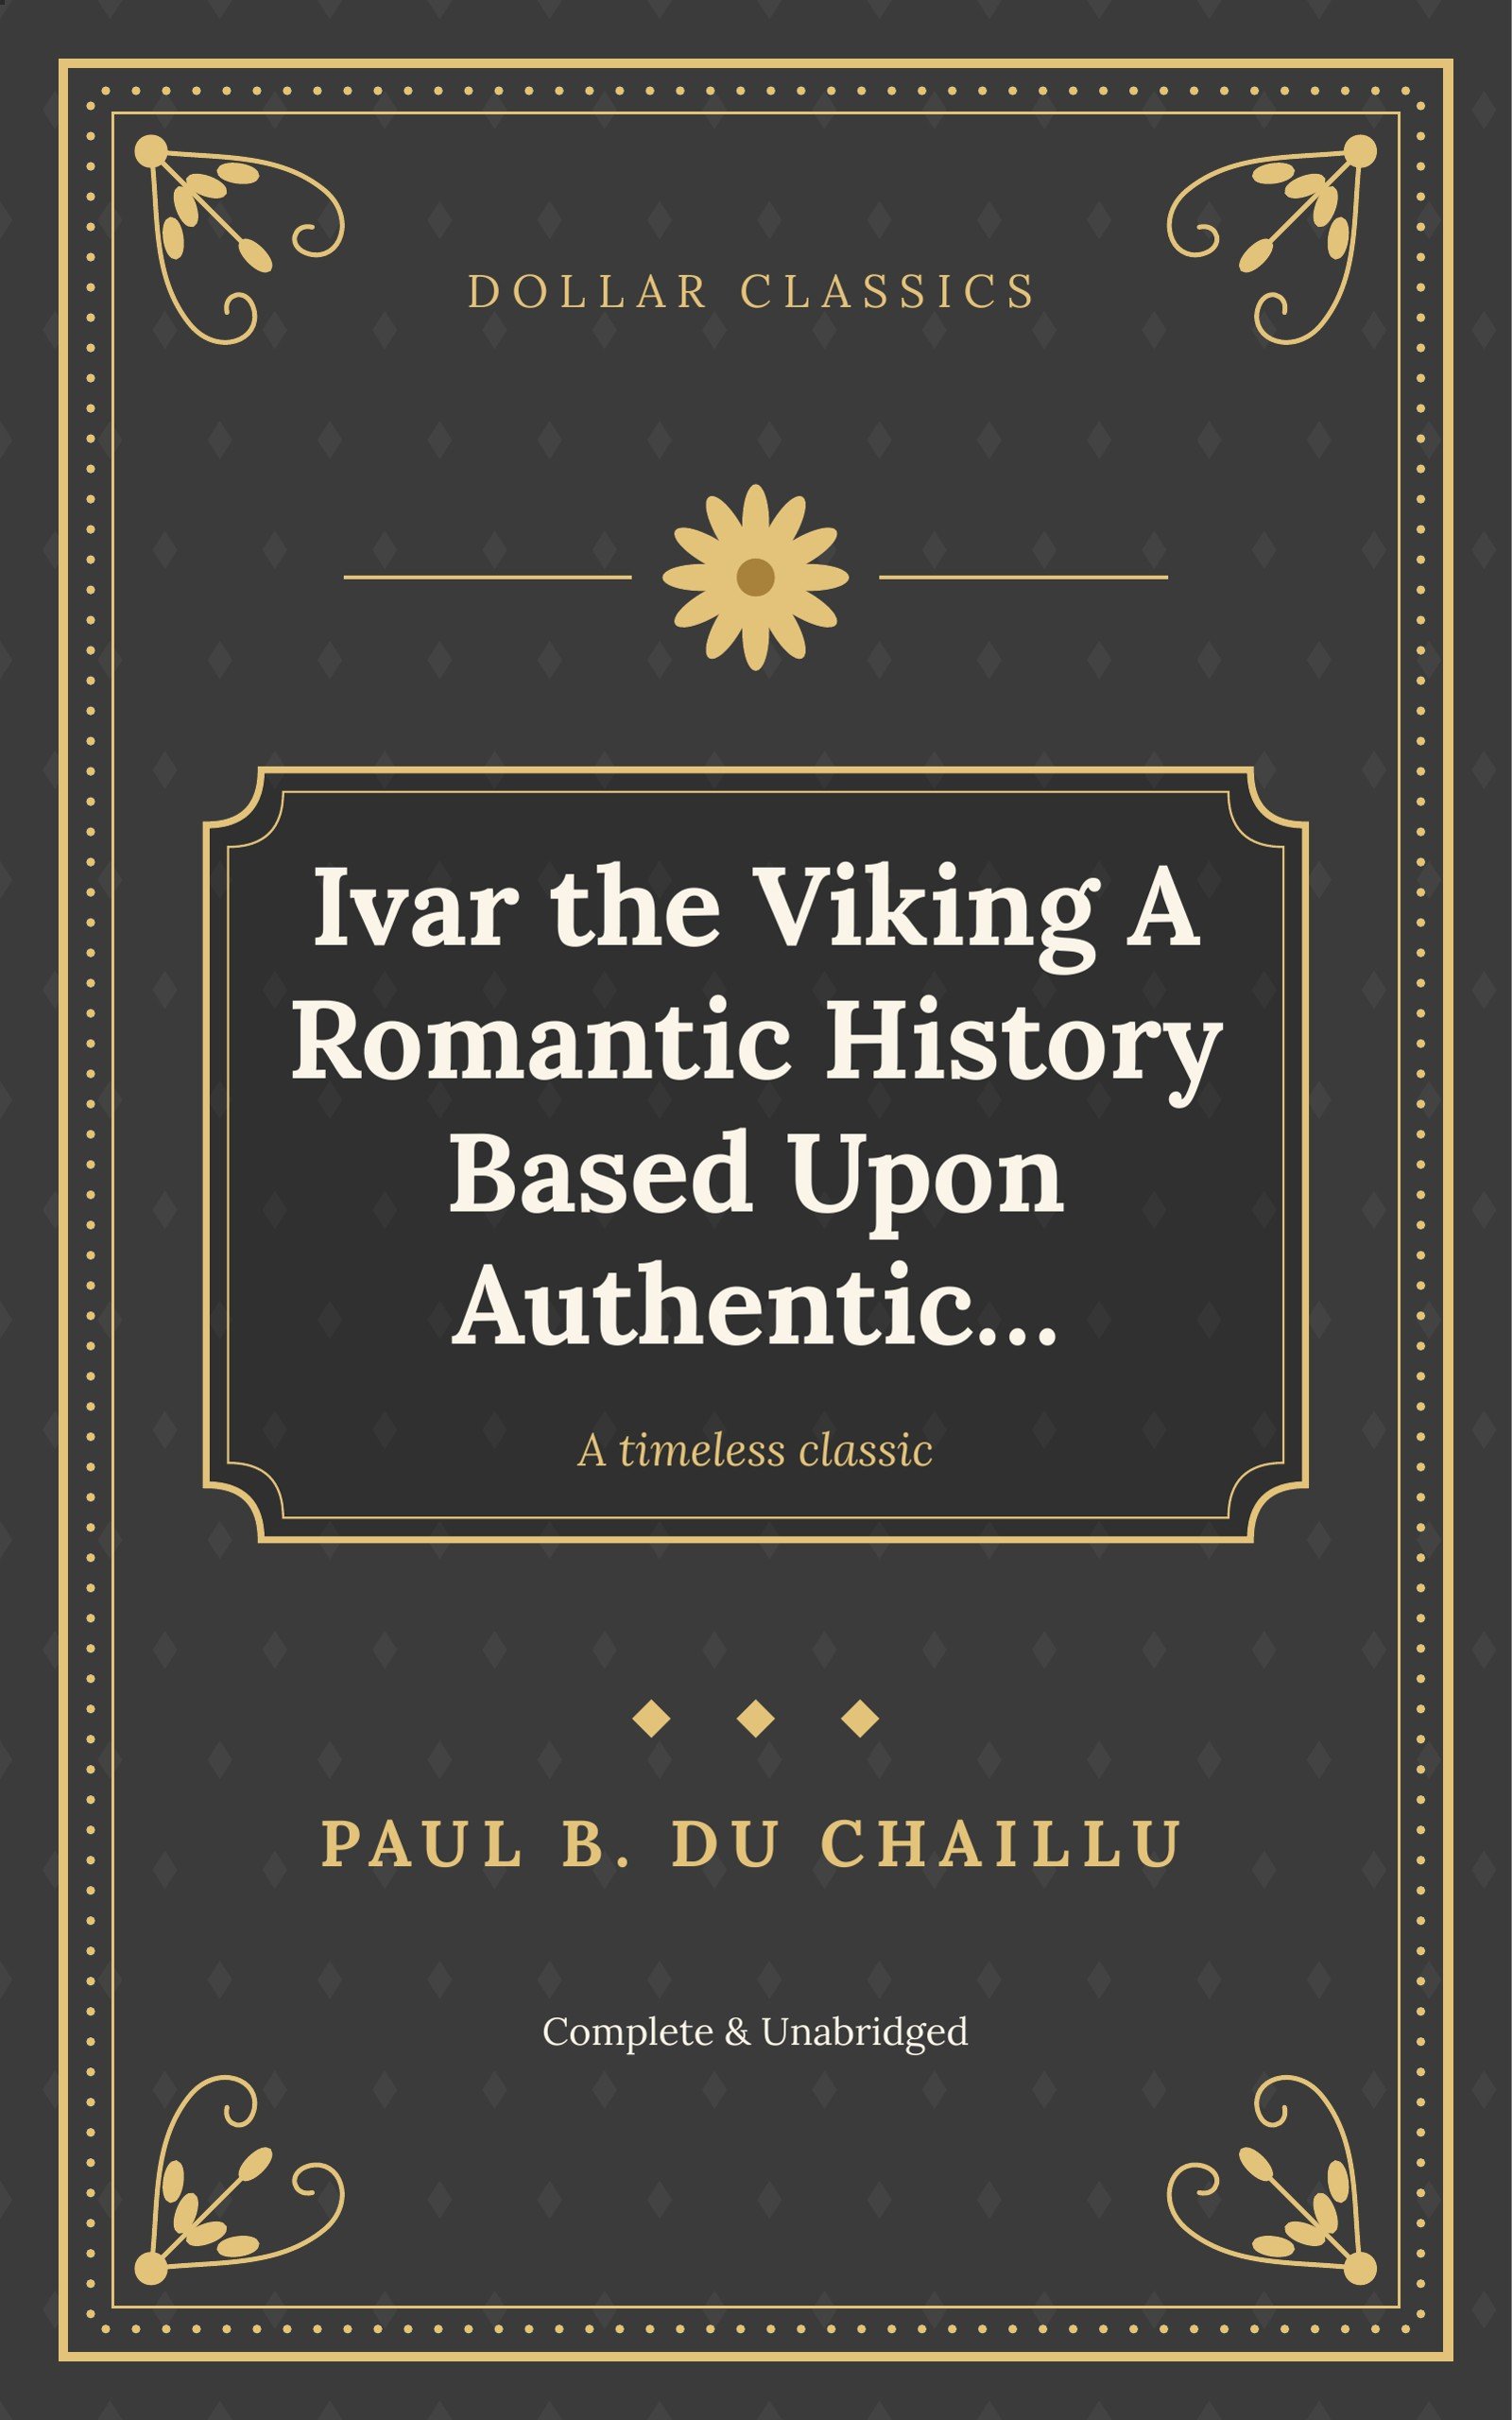 DOLLAR CLASSICS
Ivar the Viking A
Romantic History
Based Upon
Authentic...
A timeless classic
PAUL B. DU CHAILLU
Complete & Unabridged